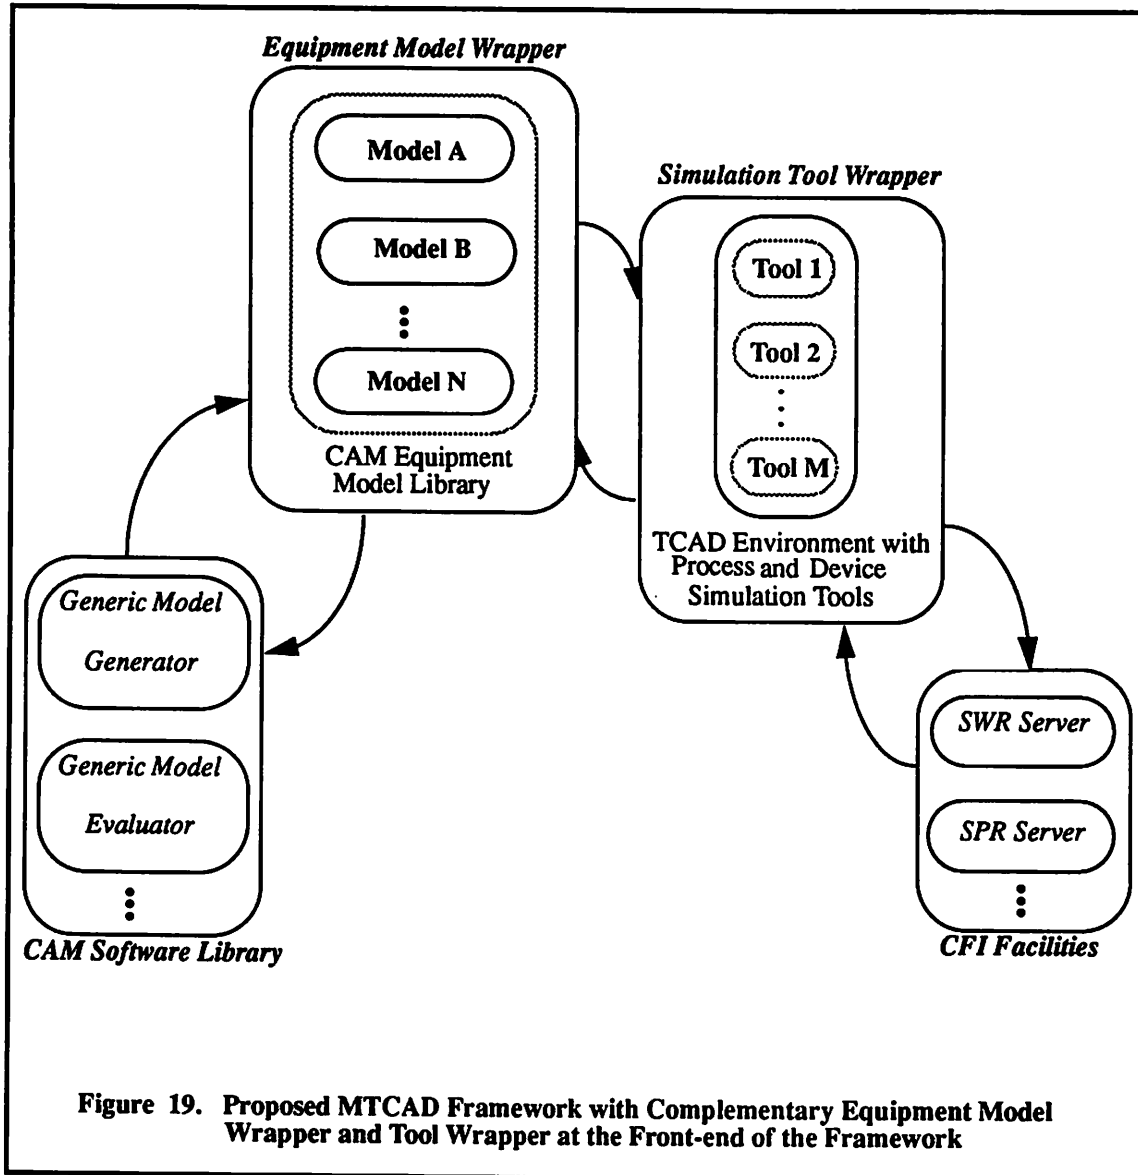 Equipment Model Wrapper
Model A
Model B
Model N
CAM Equipment
Model Library
Simulation Tool Wrapper
Tool 1
Tool 2
Tool M
TCAD Environment with
Process and Device
Simulation Tools
Generic Model
Generator
Generic Model
Evaluator
CAM Software Library
SWR Server
SPR Server
CFI Facilities
Figure 19. Proposed MTCAD Framework with Complementary Equipment Model
Wrapper and Tool Wrapper at the Front-end of the Framework